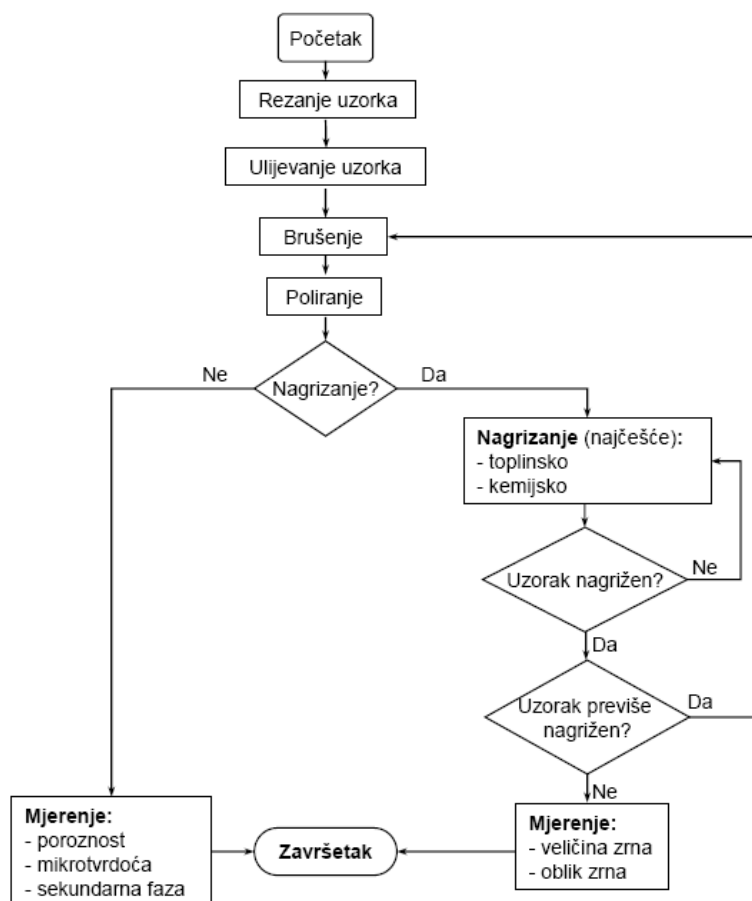 Početak
Rezanje uzorka
Ulijevanje uzorka
Brušenje
Poliranje
Nagrizanje?
Ne
Da
Nagrizanje (najčešće):
- toplinsko
- kemijsko
Uzorak nagrižen?
Ne
Da
Uzorak previše
nagrižen?
Da
Ne
Mjerenje:
- poroznost
- mikrotvrdoća
- sekundarna faza
Završetak
Mjerenje:
- veličina zrna
- oblik zrna